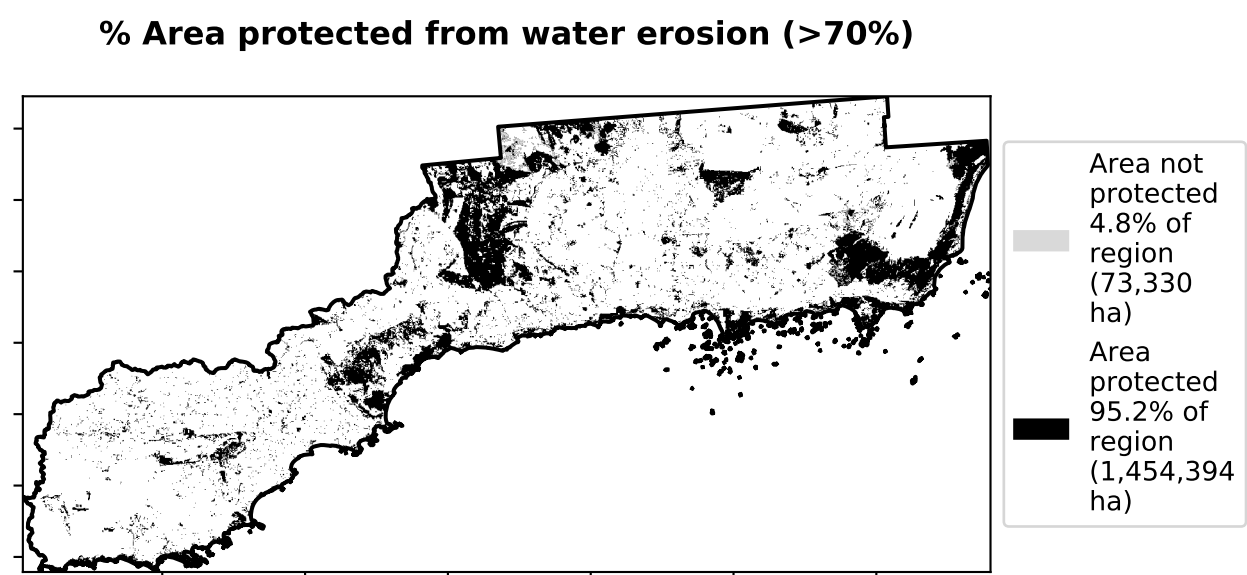 % Area protected from water erosion (>70%)
Area not
protected
4.8% of
region
(73,330
ha)
Area
protected
95.2% of
region
(1,454,394
ha)